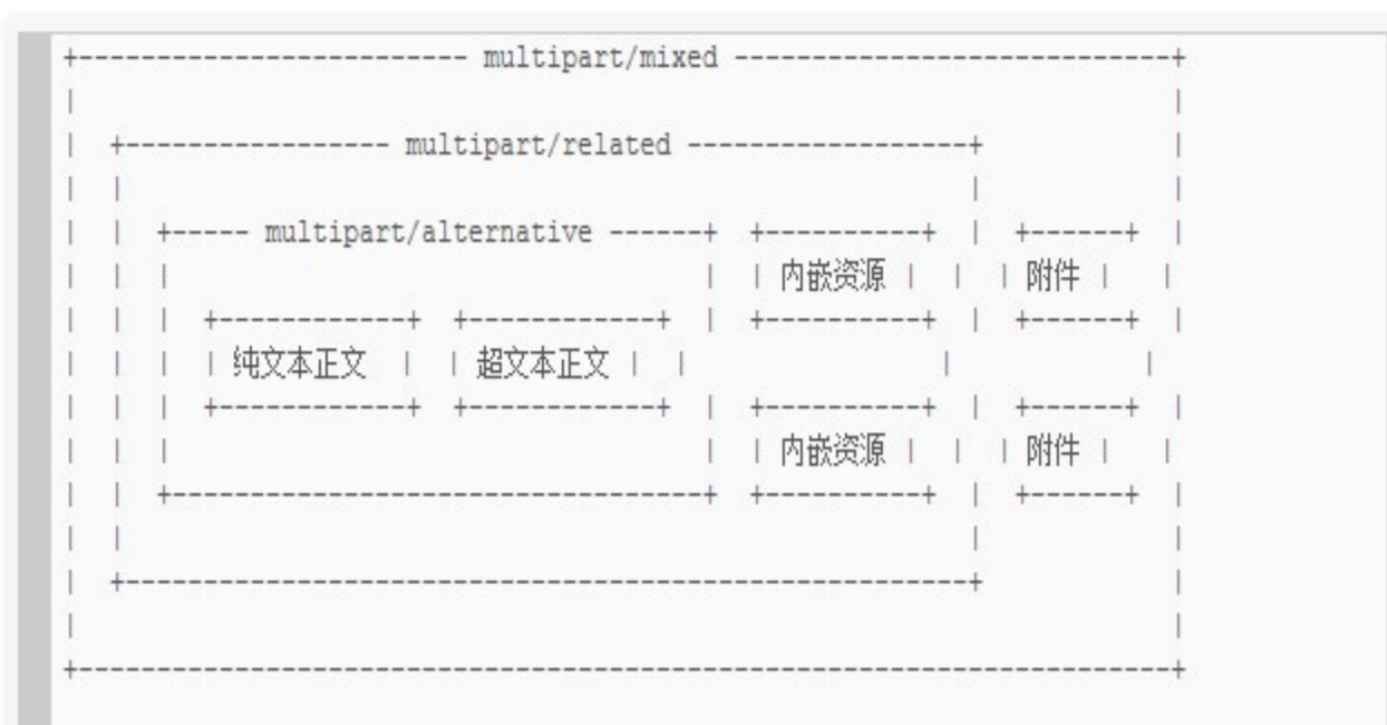 +------------------------- multipart/mixed ----------------------------+
|                                                                      |
|  +----------------- multipart/related ------------------+            |
|  |                                                      |            |
|  |  +----- multipart/alternative ------+  +----------+  |  +------+  |
|  |  |                                  |  | 内嵌资源 |  |  | 附件 |  |
|  |  |  +------------+  +------------+  |  +----------+  |  +------+  |
|  |  |  | 纯文本正文  |  | 超文本正文 |  |                |            |
|  |  |  +------------+  +------------+  |  +----------+  |  +------+  |
|  |  |                                  |  | 内嵌资源 |  |  | 附件 |  |
|  |  +----------------------------------+  +----------+  |  +------+  |
|  |                                                      |            |
|  +------------------------------------------------------+            |
|                                                                      |
+----------------------------------------------------------------------+